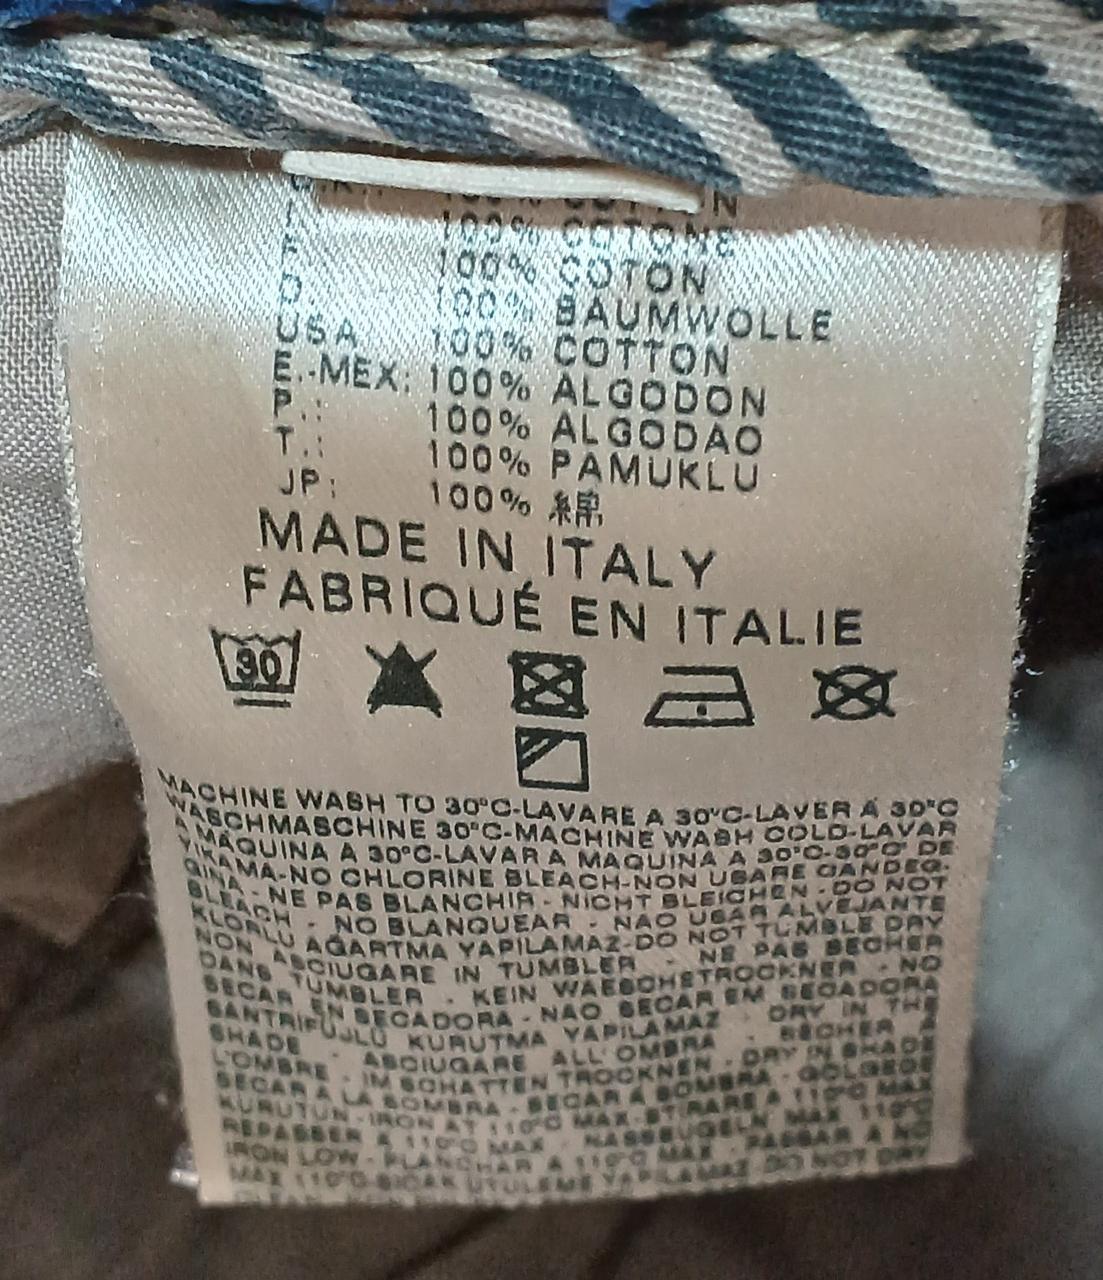 I. 100% COTONE
F. 100% COTON
D. 100% BAUMWOLLE
USA 100% COTTON
E.-MEX: 100% ALGODON
P.: 100% ALGODAO
T.: 100% PAMUKLU
JP: 100% 綿
MADE IN ITALY
FABRIQUÉ EN ITALIE
30
MACHINE WASH TO 30°C-LAVARE A 30°C-LAVER Á 30°C
WASCHMASCHINE 30°C-MACHINE WASH COLD-LAVAR
A MAQUINA A 30°C-LAVAR A MAQUINA A 30°C-30°C' DE
YIKAMA-NO CHLORINE BLEACH-NON USARE CANDEG.
GINA - NE PAS BLANCHIR - NICHT BLEICHEN - DO NOT
BLEACH - NO BLANQUEAR - NAO USAR ALVEJANTE
KLORLU AĞARTMA YAPILAMAZ-DO NOT TUMBLE DRY
NON ASCIUGARE IN TUMBLER - NE PAS SECHER
DANS TUMBLER - KEIN WAESCHETROCKNER - NO
SECAR EN SECADORA - NAO SECAR EM SECADORA
SANTRIFUJLU KURUTMA YAPILAMAZ - DRY IN THE
SHADE - ASCIUGARE ALL'OMBRA - SECHER A
L'OMBRE - IM SCHATTEN TROCKNEN - DRY IN SHADE
SECAR A LA SOMBRA - SECAR A SOMBRA - GOLGEDE
KURUTUN-IRON AT 110°C MAX-STIRARE A 110°C MAX
REPASSER A 110°C MAX - NASSBUGELN MAX 110°C
IRON LOW - PLANCHAR A 110°C MAX - PASSAR A NO
MAX 110°C-SICAK UTULEME YAPILAMAZ-DO NOT DRY